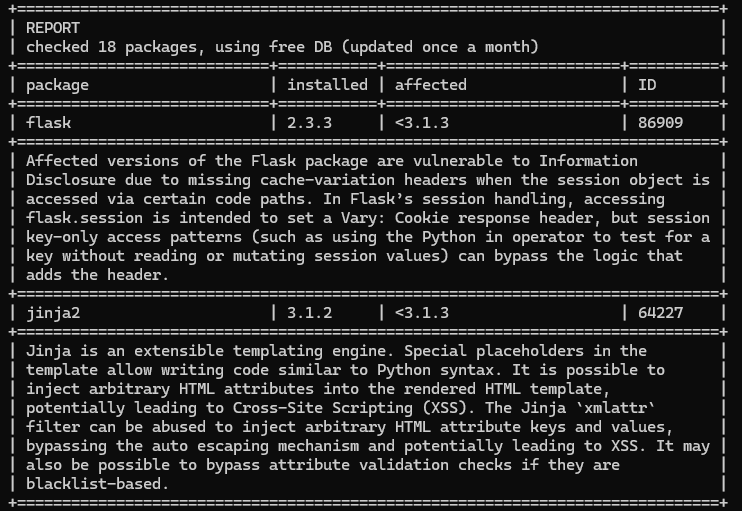 +==============================================================================+
| REPORT |
| checked 18 packages, using free DB (updated once a month) |
+============================+===========+==========================+==========+
| package | installed | affected | ID |
+============================+===========+==========================+==========+
| flask | 2.3.3 | <3.1.3 | 86909 |
+==============================================================================+
| Affected versions of the Flask package are vulnerable to Information |
| Disclosure due to missing cache-variation headers when the session object is |
| accessed via certain code paths. In Flask’s session handling, accessing |
| flask.session is intended to set a Vary: Cookie response header, but session |
| key-only access patterns (such as using the Python in operator to test for a |
| key without reading or mutating session values) can bypass the logic that |
| adds the header. |
+==============================================================================+
| jinja2 | 3.1.2 | <3.1.3 | 64227 |
+==============================================================================+
| Jinja is an extensible templating engine. Special placeholders in the |
| template allow writing code similar to Python syntax. It is possible to |
| inject arbitrary HTML attributes into the rendered HTML template, |
| potentially leading to Cross-Site Scripting (XSS). The Jinja `xmlattr` |
| filter can be abused to inject arbitrary HTML attribute keys and values, |
| bypassing the auto escaping mechanism and potentially leading to XSS. It may |
| also be possible to bypass attribute validation checks if they are |
| blacklist-based. |
+==============================================================================+